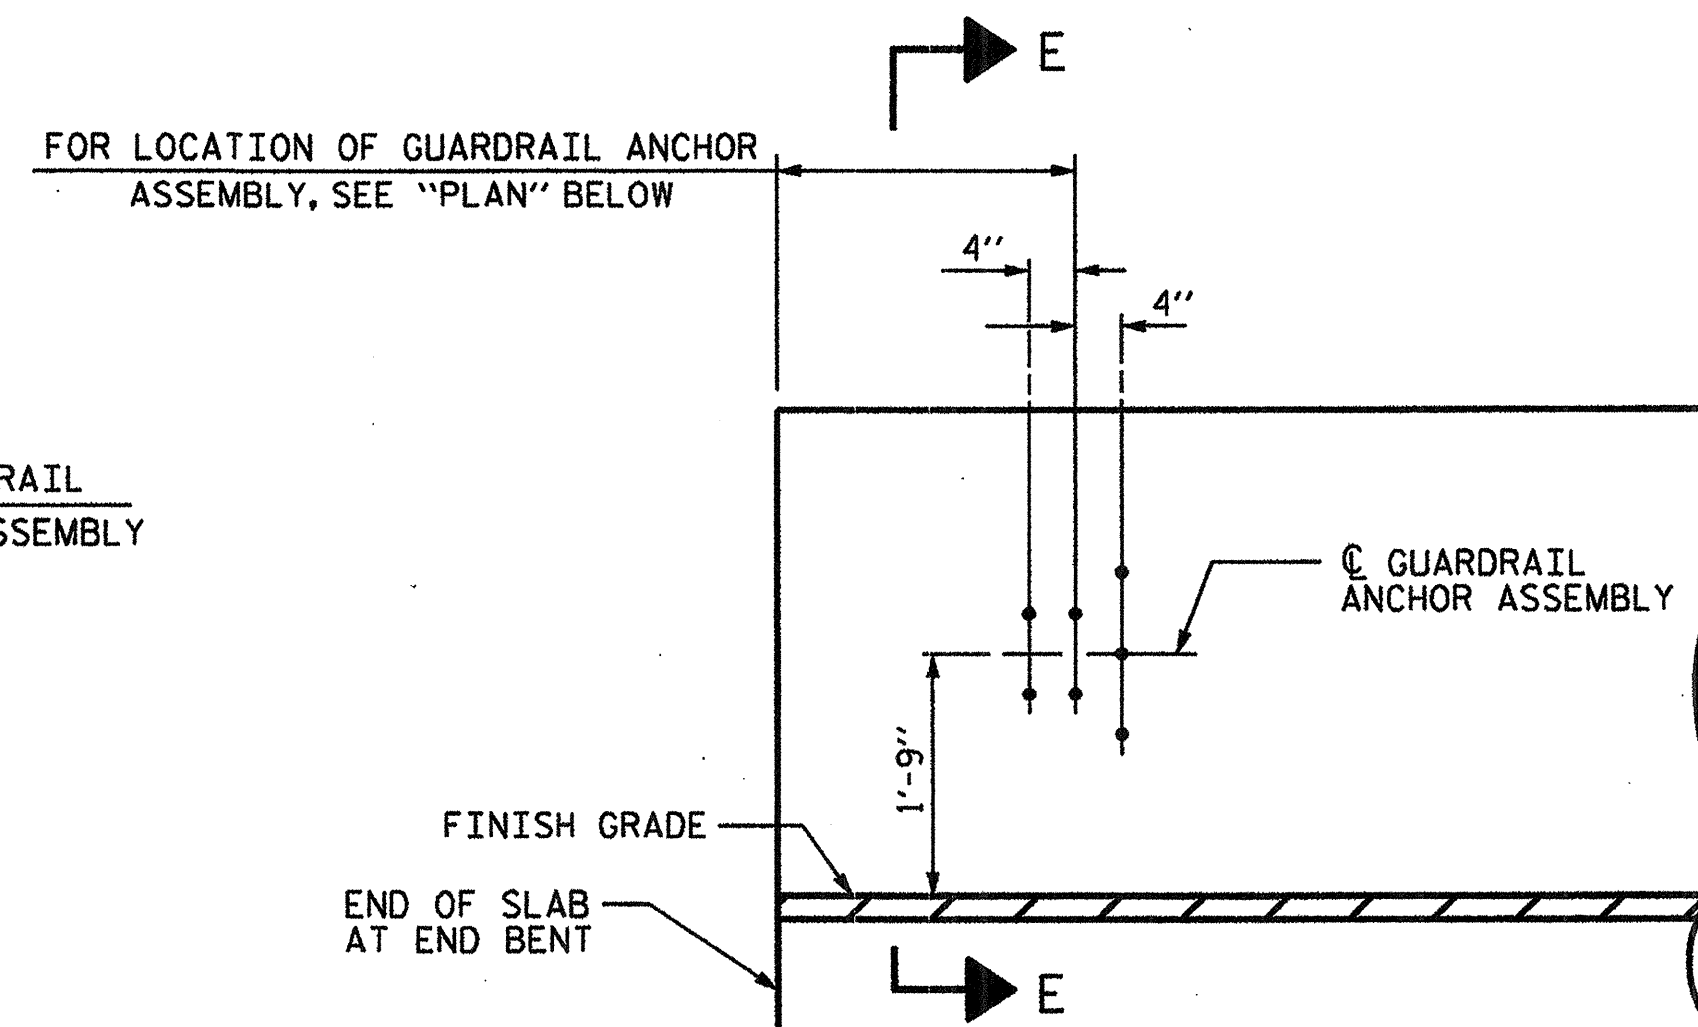 E
FOR LOCATION OF GUARDRAIL ANCHOR
ASSEMBLY, SEE "PLAN" BELOW
4"
4"
RAIL
SSEMBLY
℄ GUARDRAIL
ANCHOR ASSEMBLY
1'-9"
FINISH GRADE
END OF SLAB
AT END BENT
E